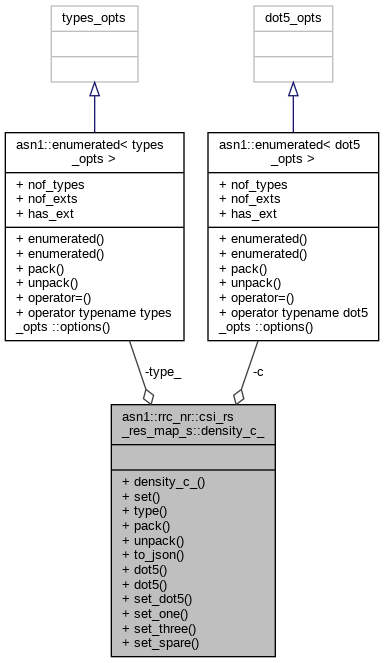 types_opts
dot5_opts
asn1::enumerated< types
_opts >
+ nof_types
+ nof_exts
+ has_ext
+ enumerated()
+ enumerated()
+ pack()
+ unpack()
+ operator=()
+ operator typename types
_opts ::options()
asn1::enumerated< dot5
_opts >
+ nof_types
+ nof_exts
+ has_ext
+ enumerated()
+ enumerated()
+ pack()
+ unpack()
+ operator=()
+ operator typename dot5
_opts ::options()
-type_
-c
asn1::rrc_nr::csi_rs
_res_map_s::density_c_
+ density_c_()
+ set()
+ type()
+ pack()
+ unpack()
+ to_json()
+ dot5()
+ dot5()
+ set_dot5()
+ set_one()
+ set_three()
+ set_spare()